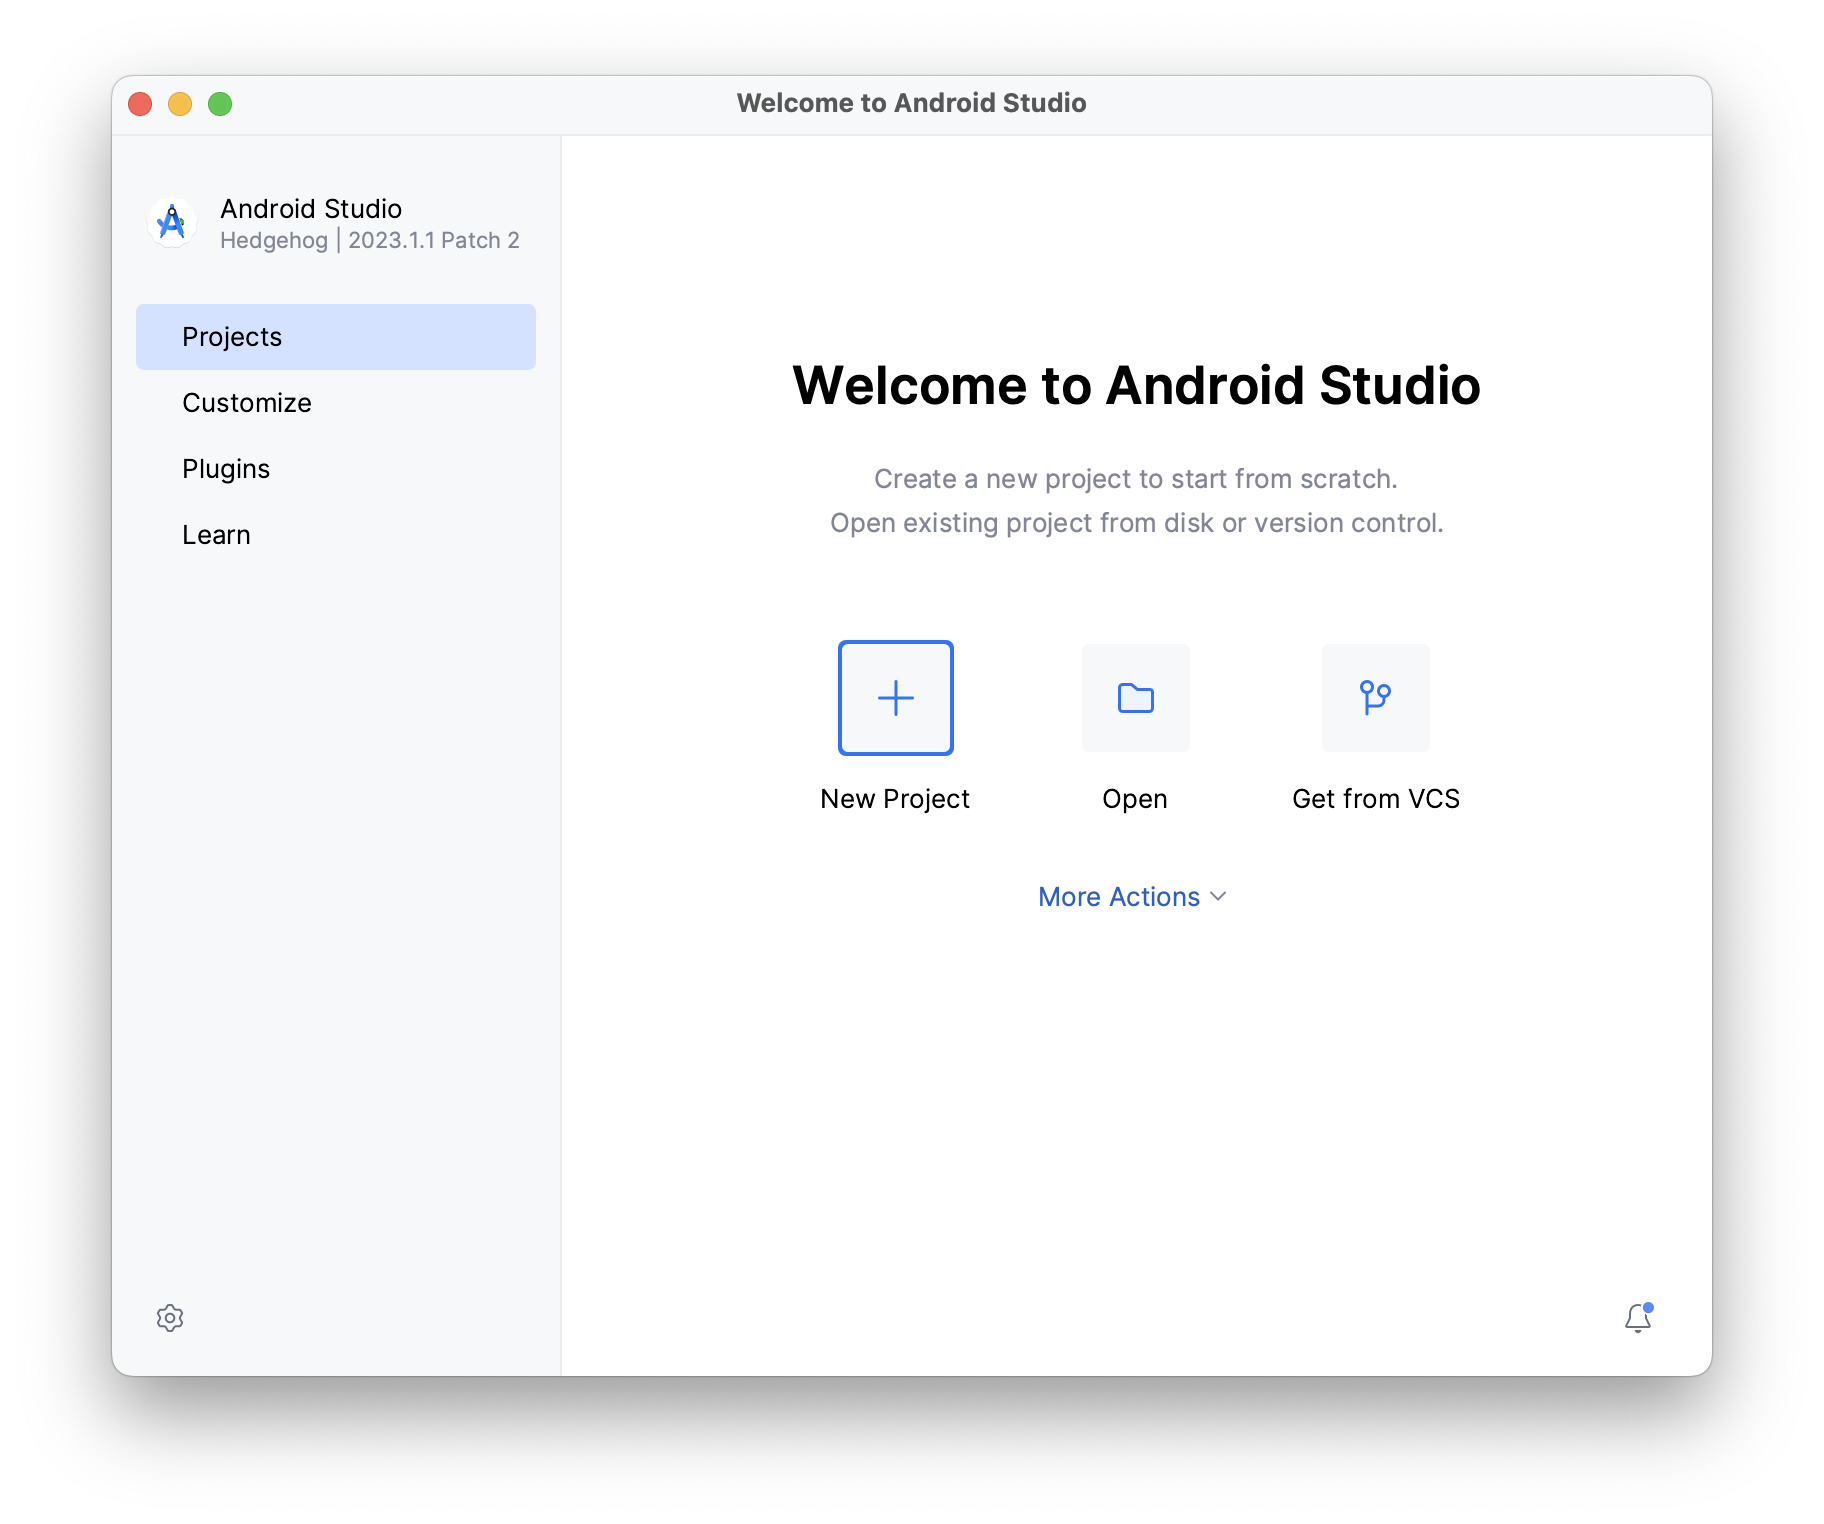 Welcome to Android Studio
Android Studio
Hedgehog | 2023.1.1 Patch 2
Projects
Customize
Plugins
Learn
Welcome to Android Studio
Create a new project to start from scratch.
Open existing project from disk or version control.
New Project
Open
Get from VCS
More Actions